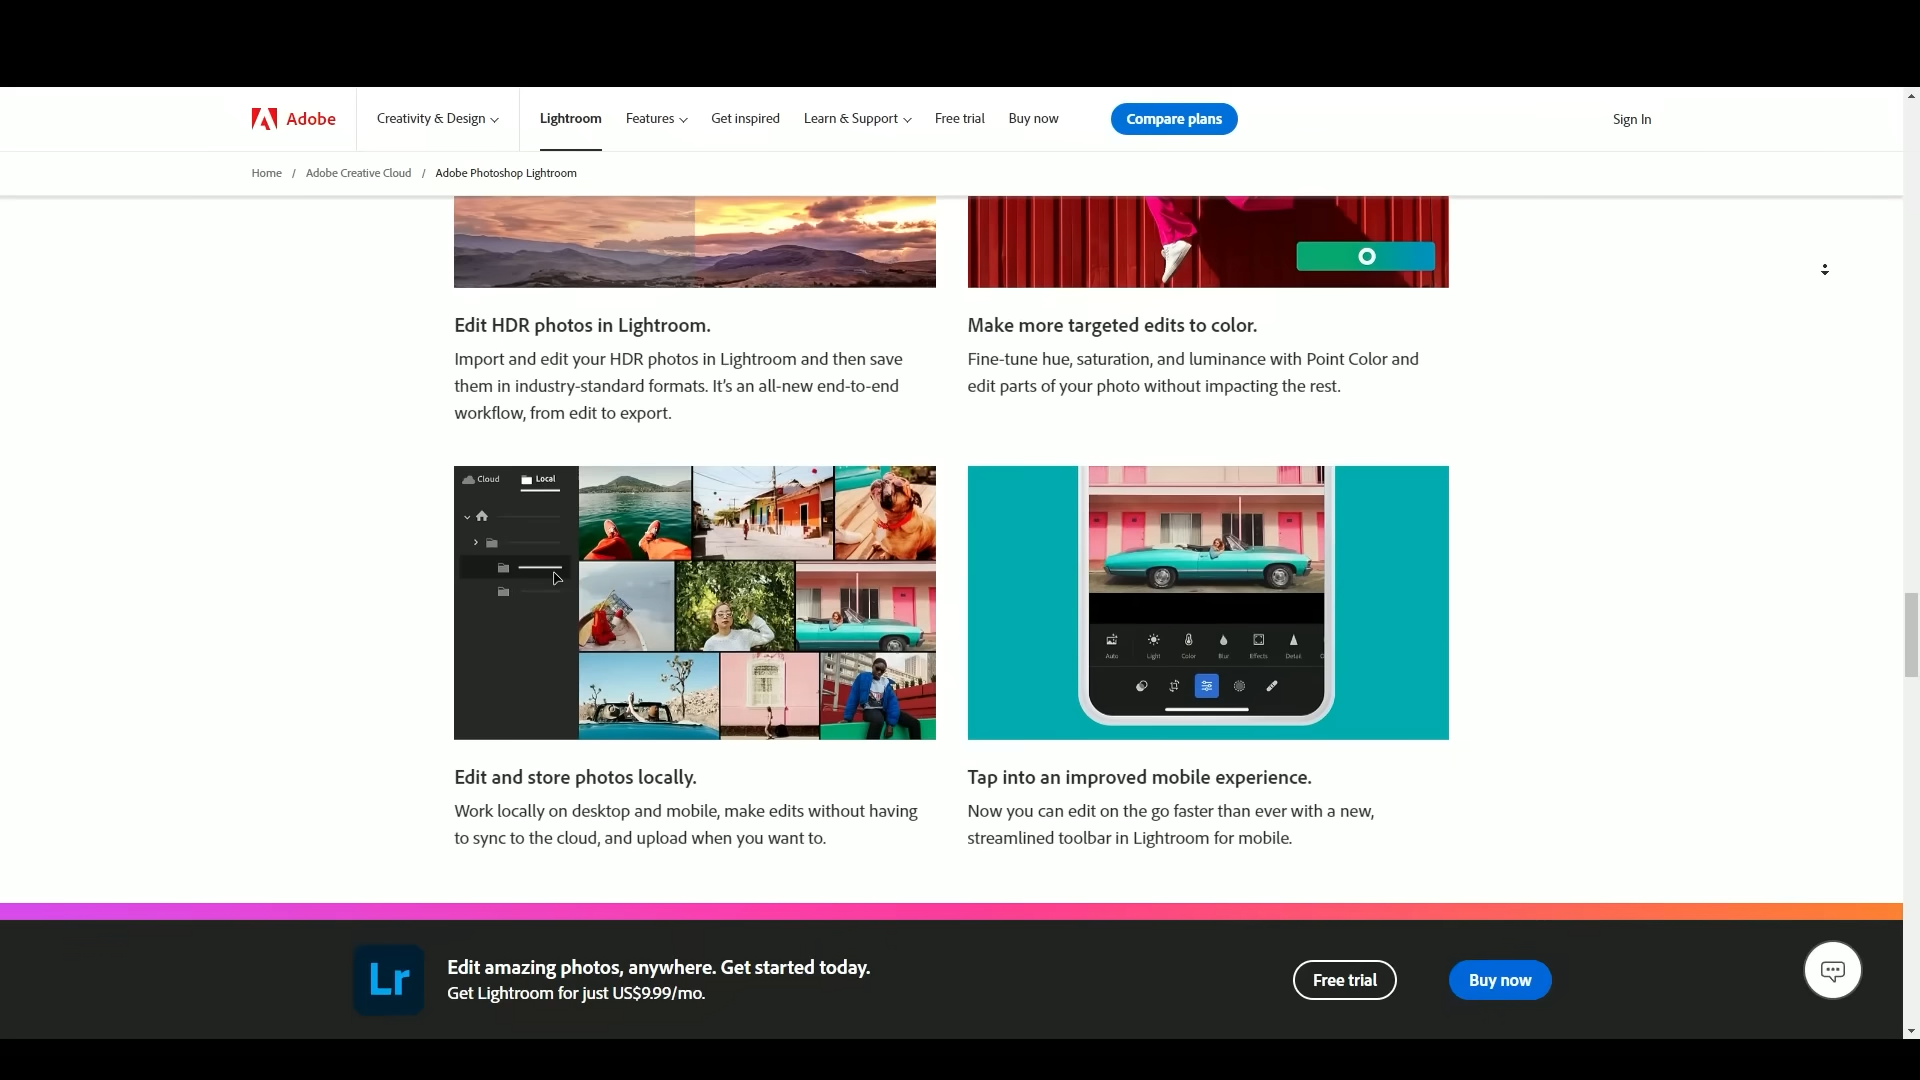 Adobe
Creativity & Design
Lightroom
Features
Get inspired
Learn & Support
Free trial
Buy now
Compare plans
Sign In
Home / Adobe Creative Cloud / Adobe Photoshop Lightroom
Edit HDR photos in Lightroom.
Import and edit your HDR photos in Lightroom and then save
them in industry-standard formats. It’s an all-new end-to-end
workflow, from edit to export.
Make more targeted edits to color.
Fine-tune hue, saturation, and luminance with Point Color and
edit parts of your photo without impacting the rest.
Cloud
Local
Auto
Light
Color
Blur
Effects
Detail
Edit and store photos locally.
Work locally on desktop and mobile, make edits without having
to sync to the cloud, and upload when you want to.
Tap into an improved mobile experience.
Now you can edit on the go faster than ever with a new,
streamlined toolbar in Lightroom for mobile.
Lr
Edit amazing photos, anywhere. Get started today.
Get Lightroom for just US$9.99/mo.
Free trial
Buy now